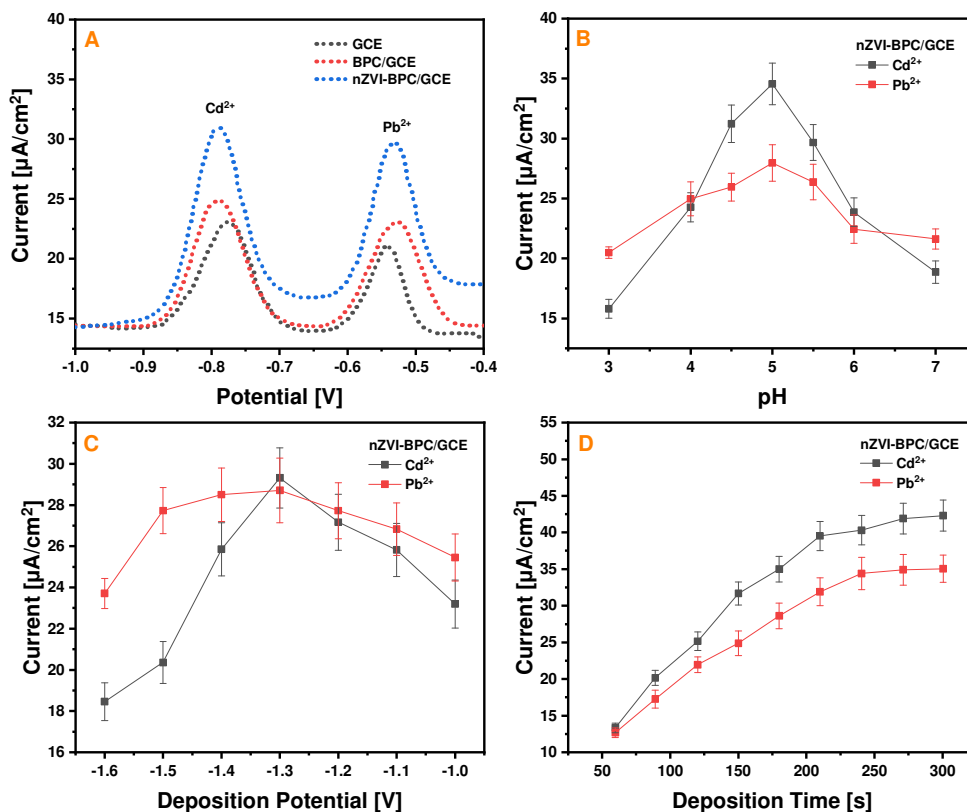 A
GCE
BPC/GCE
nZVI-BPC/GCE
Cd²⁺
Pb²⁺
40
35
30
25
20
15
-1.0
-0.9
-0.8
-0.7
-0.6
-0.5
-0.4
Current [μA/cm²]
Potential [V]
B
nZVI-BPC/GCE
Cd²⁺
Pb²⁺
40
35
30
25
20
15
3
4
5
6
7
Current [μA/cm²]
pH
C
nZVI-BPC/GCE
Cd²⁺
Pb²⁺
32
30
28
26
24
22
20
18
16
-1.6
-1.5
-1.4
-1.3
-1.2
-1.1
-1.0
Current [μA/cm²]
Deposition Potential [V]
D
nZVI-BPC/GCE
Cd²⁺
Pb²⁺
55
50
45
40
35
30
25
20
15
10
50
100
150
200
250
300
Current [μA/cm²]
Deposition Time [s]